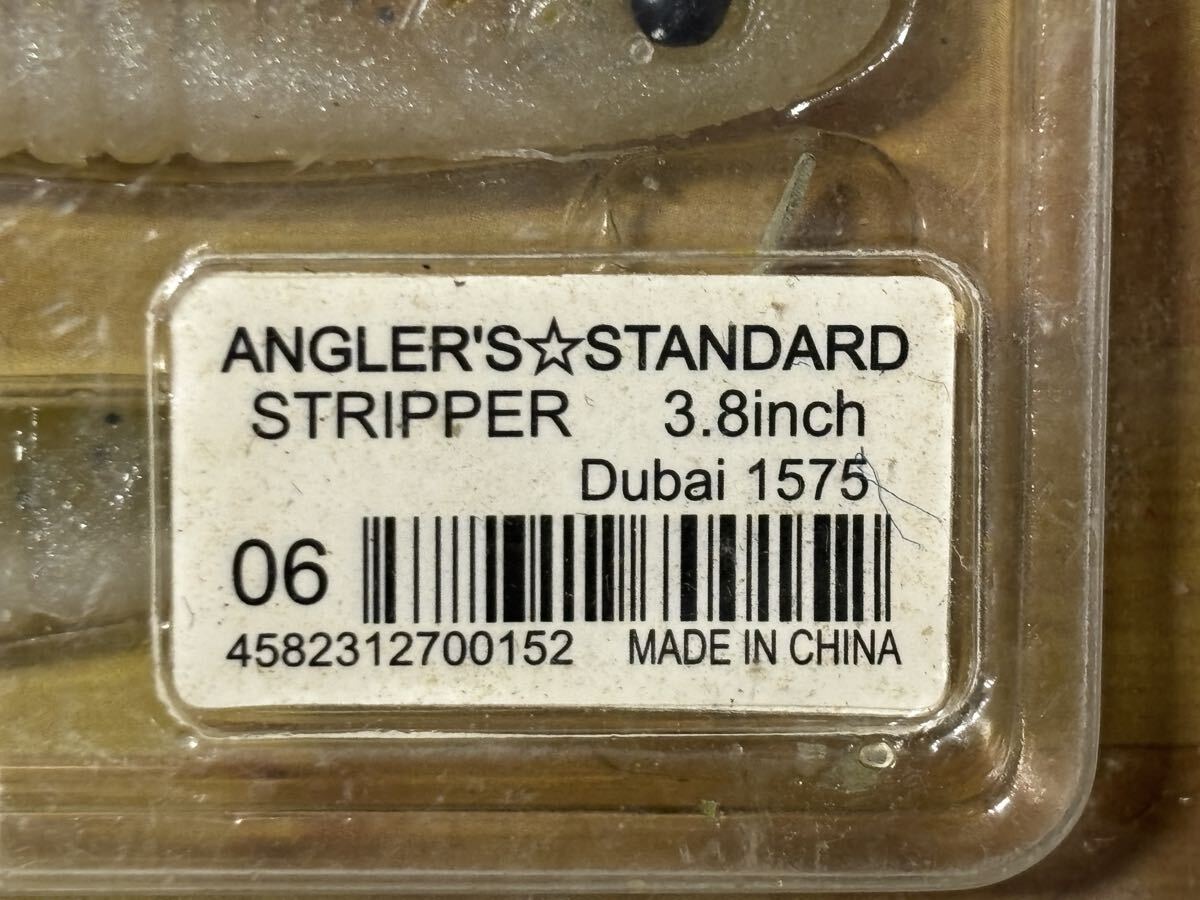 ANGLER'S☆STANDARD
STRIPPER 3.8inch
Dubai 1575
06
4582312700152 MADE IN CHINA